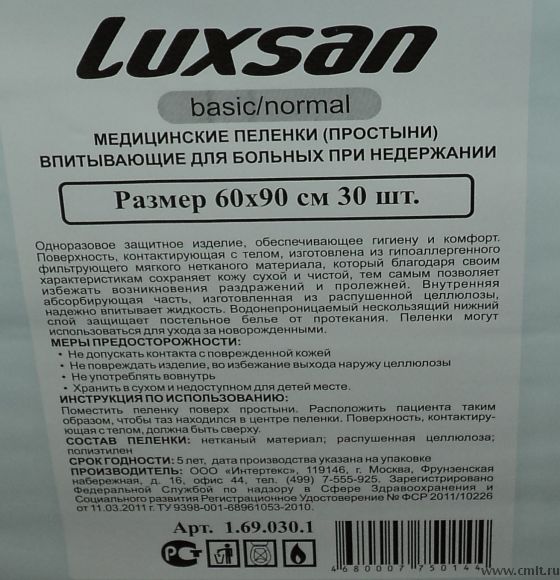 Luxsan
basic/normal
МЕДИЦИНСКИЕ ПЕЛЕНКИ (ПРОСТЫНИ)
ВПИТЫВАЮЩИЕ ДЛЯ БОЛЬНЫХ ПРИ НЕДЕРЖАНИИ
Размер 60х90 см 30 шт.
Одноразовое защитное изделие, обеспечивающее гигиену и комфорт.
Поверхность, контактирующая с телом, изготовлена из гипоаллергенного
фильтрующего мягкого нетканого материала, который благодаря своим
характеристикам сохраняет кожу сухой и чистой, тем самым позволяет
избежать возникновения раздражений и пролежней. Внутренняя
абсорбирующая часть, изготовленная из распушенной целлюлозы,
надежно впитывает жидкость. Водонепроницаемый нескользящий нижний
слой защищает постельное белье от протекания. Пеленки могут
использоваться для ухода за новорожденными.
МЕРЫ ПРЕДОСТОРОЖНОСТИ:
• Не допускать контакта с поврежденной кожей
• Не повреждать изделие, во избежание выхода наружу целлюлозы
• Не употреблять вовнутрь
• Хранить в сухом и недоступном для детей месте.
ИНСТРУКЦИЯ ПО ИСПОЛЬЗОВАНИЮ:
Поместить пеленку поверх простыни. Расположить пациента таким
образом, чтобы таз находился в центре пеленки. Поверхность, контактиру-
ющая с телом, должна быть сверху.
СОСТАВ ПЕЛЕНКИ: нетканый материал; распушенная целлюлоза;
полиэтилен
СРОК ГОДНОСТИ: 5 лет, дата производства указана на упаковке
ПРОИЗВОДИТЕЛЬ: ООО «Интертекс», 119146, г. Москва, Фрунзенская
набережная, д. 16, офис 44, тел. (499) 7-555-925. Зарегистрировано
Федеральной Службой по надзору в Сфере Здравоохранения и
Социального развития Регистрационное Удостоверение № ФСР 2011/10226
от 11.03.2011 г. ТУ 9398-001-68961053-2010
Арт. 1.69.030.1
4680007750144
www.cmlt.ru